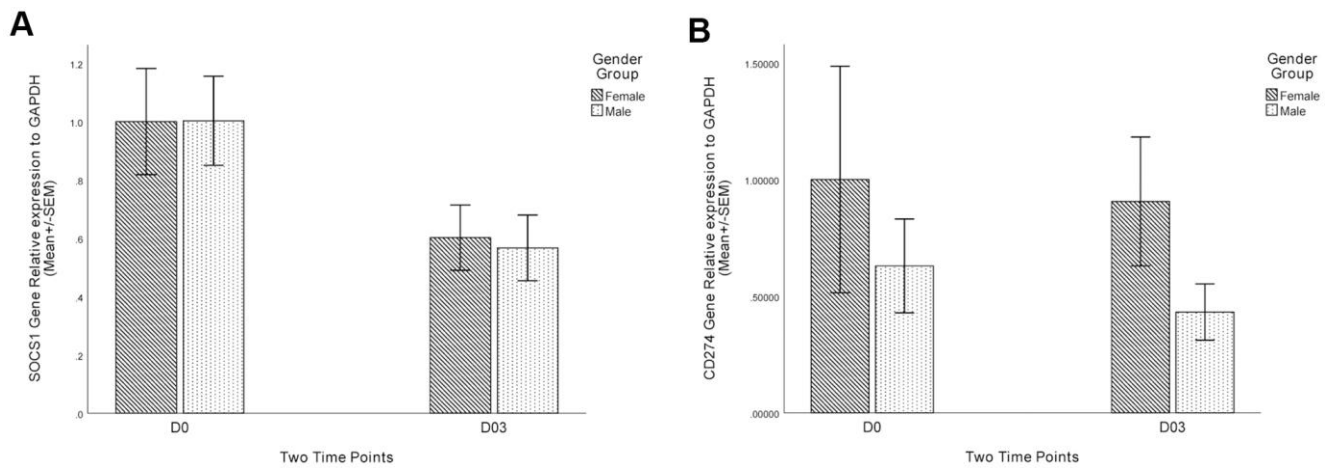 A
SOCS1 Gene Relative expression to GAPDH
(Mean+/-SEM)
1.2
1.0
.8
.6
.4
.2
.0
D0
D03
Two Time Points
Gender
Group
Female
Male
B
CD274 Gene Relative expression to GAPDH
(Mean+/-SEM)
1.50000
1.00000
.50000
.00000
D0
D03
Two Time Points
Gender
Group
Female
Male